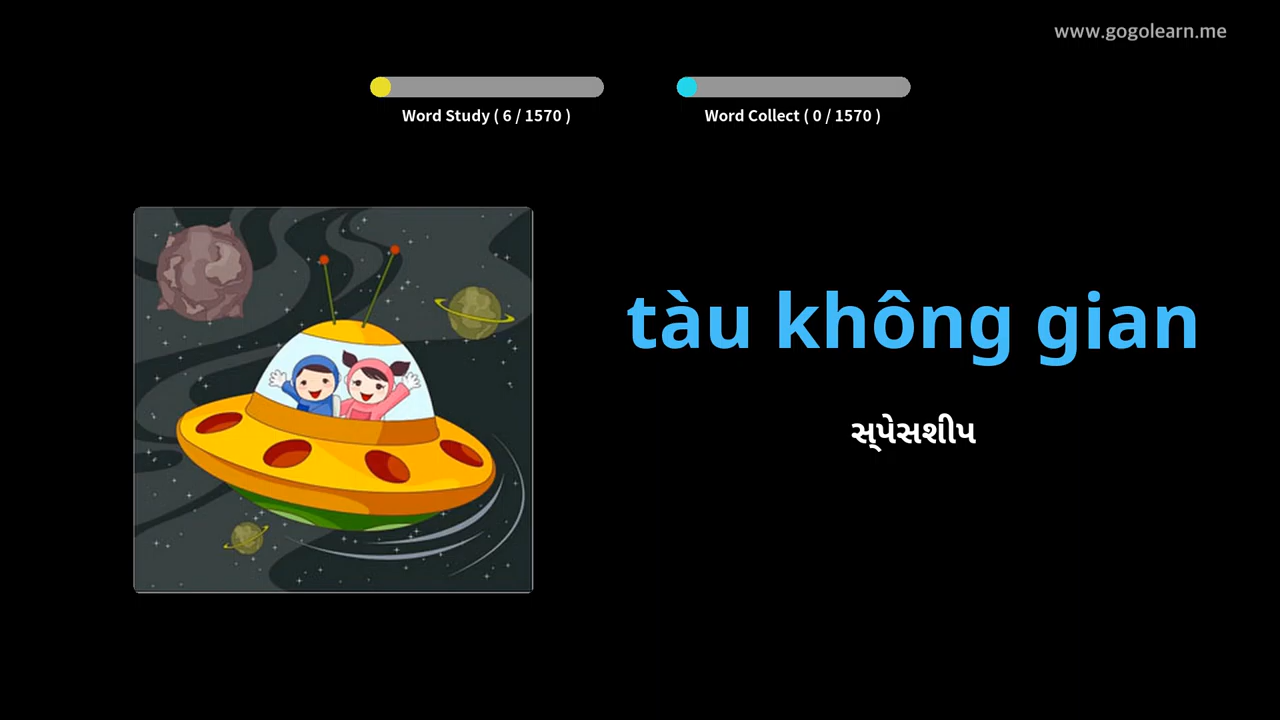 www.gogolearn.me
Word Study ( 6 / 1570 )
Word Collect ( 0 / 1570 )
tàu không gian
સ્પેસશીપ